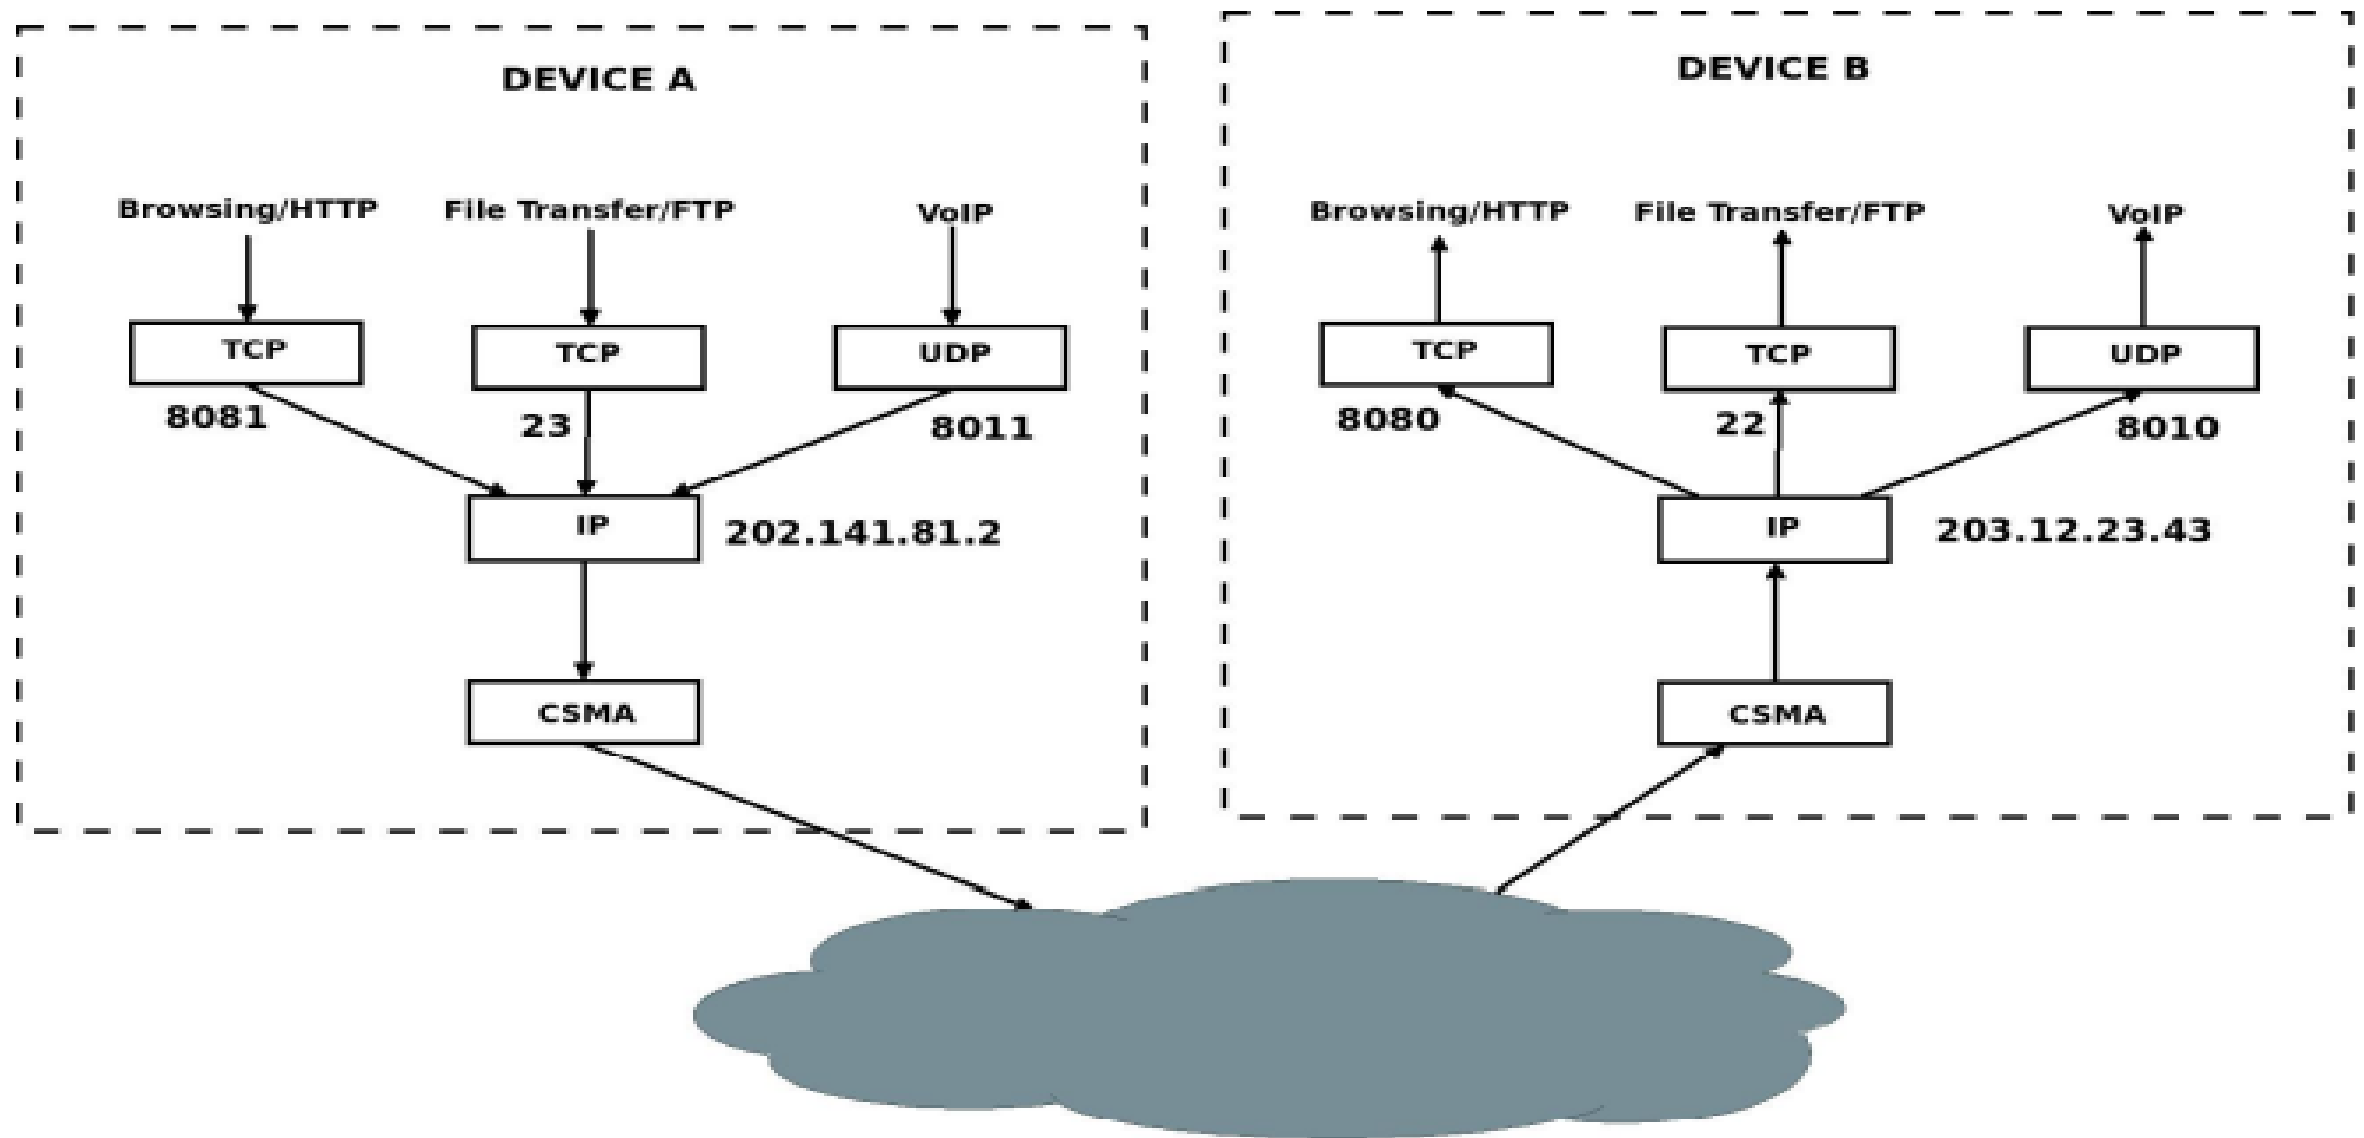 DEVICE A
Browsing/HTTP File Transfer/FTP VoIP
TCP TCP UDP
8081 23 8011
IP 202.141.81.2
CSMA
DEVICE B
Browsing/HTTP File Transfer/FTP VoIP
TCP TCP UDP
8080 22 8010
IP 203.12.23.43
CSMA